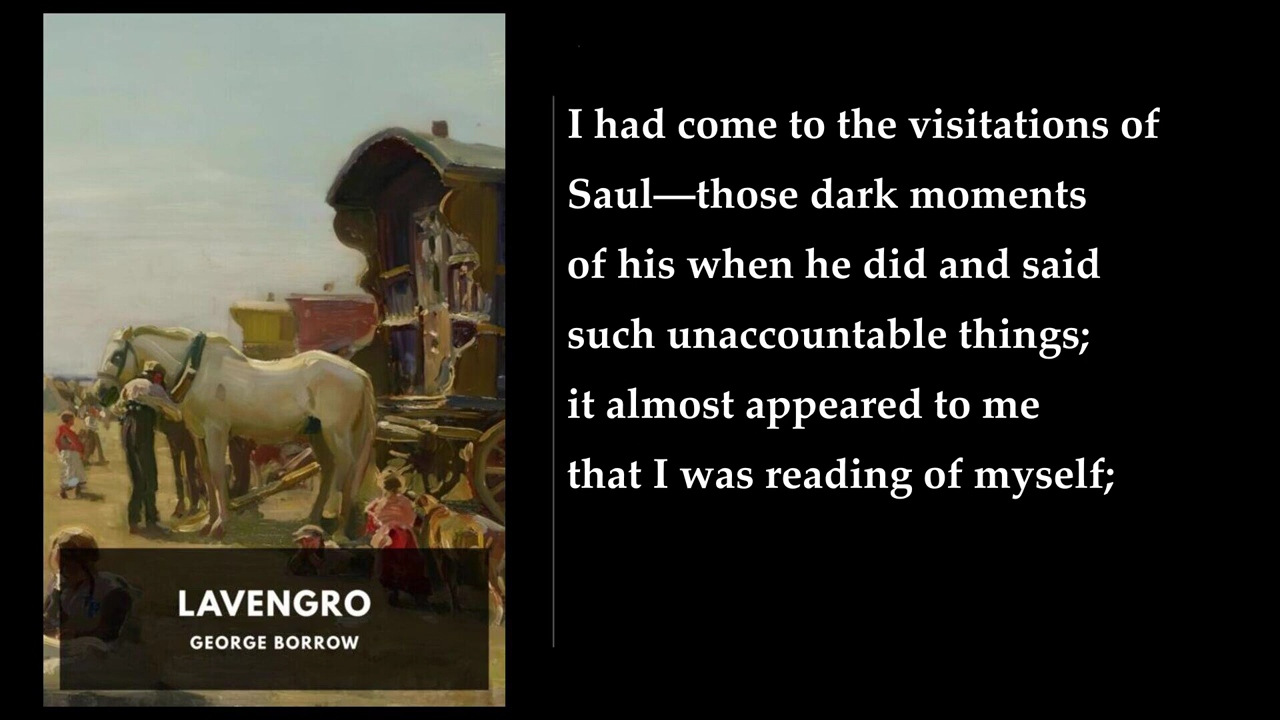 I had come to the visitations of
Saul—those dark moments
of his when he did and said
such unaccountable things;
it almost appeared to me
that I was reading of myself;
LAVENGRO
GEORGE BORROW